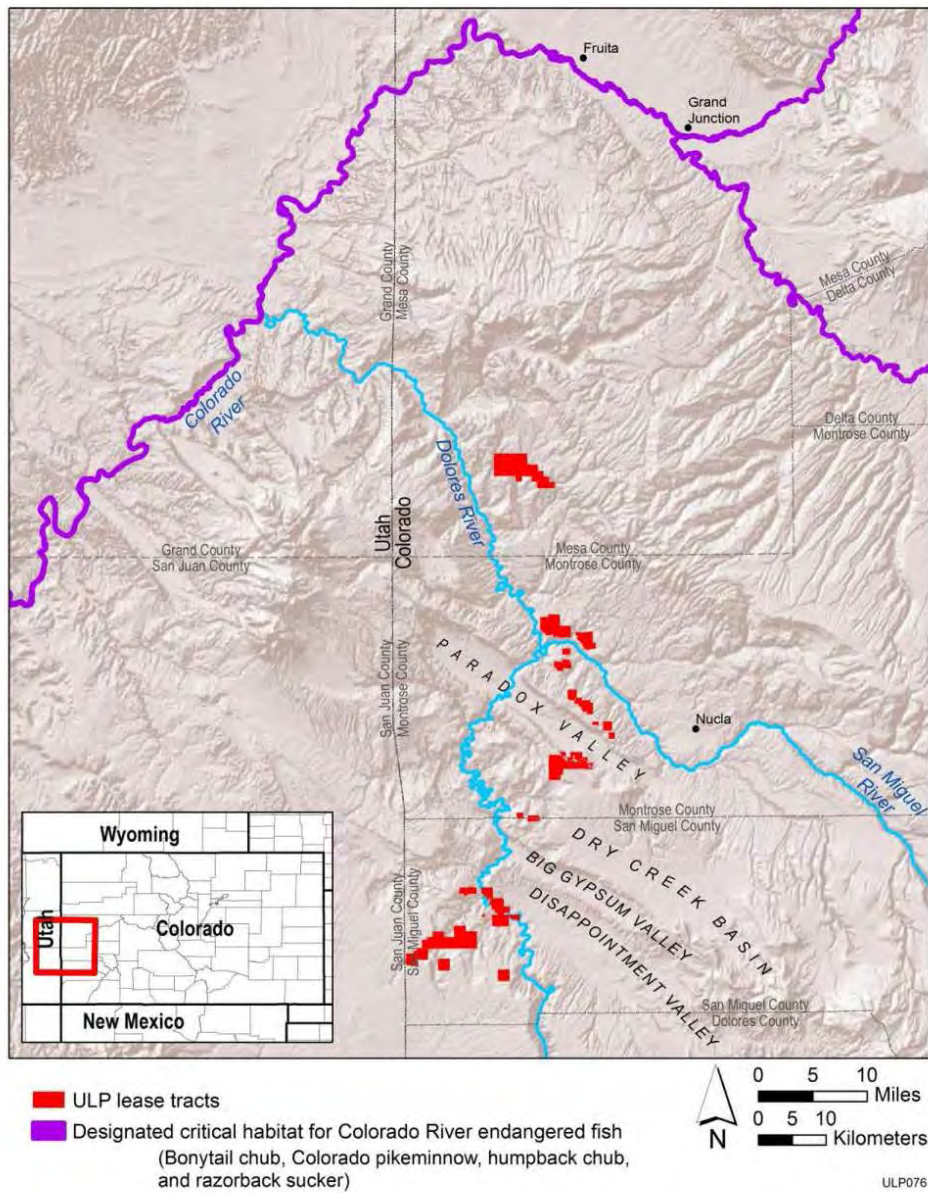 Fruita
Grand
Junction
Grand County
Mesa County
Mesa County
Delta County
Colorado
River
Dolores River
Delta County
Montrose County
Utah
Colorado
Grand County
San Juan County
Mesa County
Montrose County
San Juan County
Montrose County
PARADOX VALLEY
Nucla
San Miguel
River
Montrose County
San Miguel County
DRY CREEK BASIN
BIG GYPSUM VALLEY
DISAPPOINTMENT VALLEY
San Juan County
San Miguel County
San Miguel County
Dolores County
Wyoming
Utah
Colorado
New Mexico
ULP lease tracts
Designated critical habitat for Colorado River endangered fish
(Bonytail chub, Colorado pikeminnow, humpback chub,
and razorback sucker)
N
0 5 10
Miles
0 5 10
Kilometers
ULP076